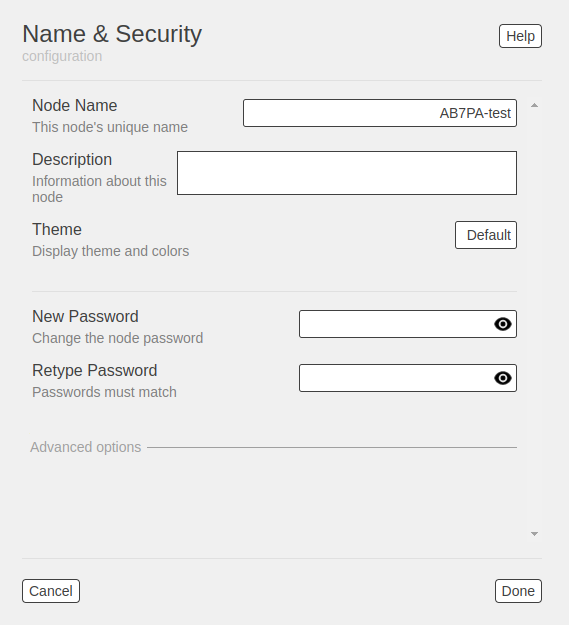 Name & Security
Help
configuration
Node Name
AB7PA-test
This node's unique name
Description
Information about this
node
Theme
Default
Display theme and colors
New Password
Change the node password
Retype Password
Passwords must match
Advanced options
Cancel
Done